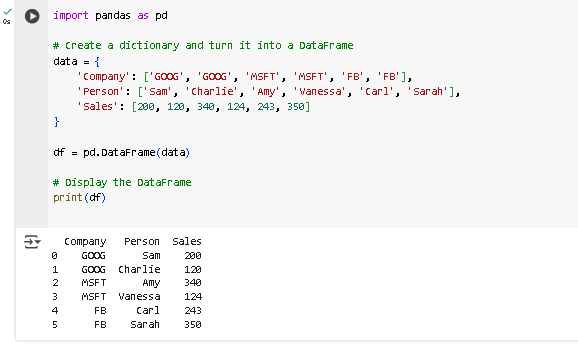 0s
import pandas as pd
# Create a dictionary and turn it into a DataFrame
data = {
    'Company': ['GOOG', 'GOOG', 'MSFT', 'MSFT', 'FB', 'FB'],
    'Person': ['Sam', 'Charlie', 'Amy', 'Vanessa', 'Carl', 'Sarah'],
    'Sales': [200, 120, 340, 124, 243, 350]
}
df = pd.DataFrame(data)
# Display the DataFrame
print(df)
  Company   Person  Sales
0    GOOG      Sam    200
1    GOOG  Charlie    120
2    MSFT      Amy    340
3    MSFT  Vanessa    124
4      FB     Carl    243
5      FB    Sarah    350